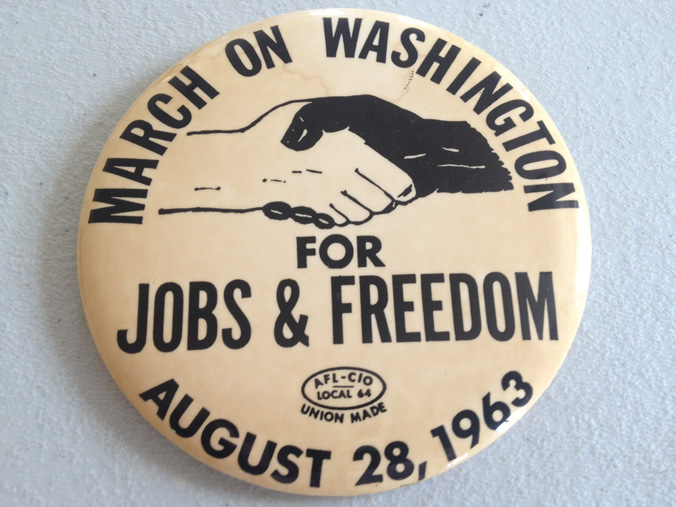 MARCH ON WASHINGTON
FOR
JOBS & FREEDOM
AFL-CIO
LOCAL 64
UNION MADE
AUGUST 28, 1963